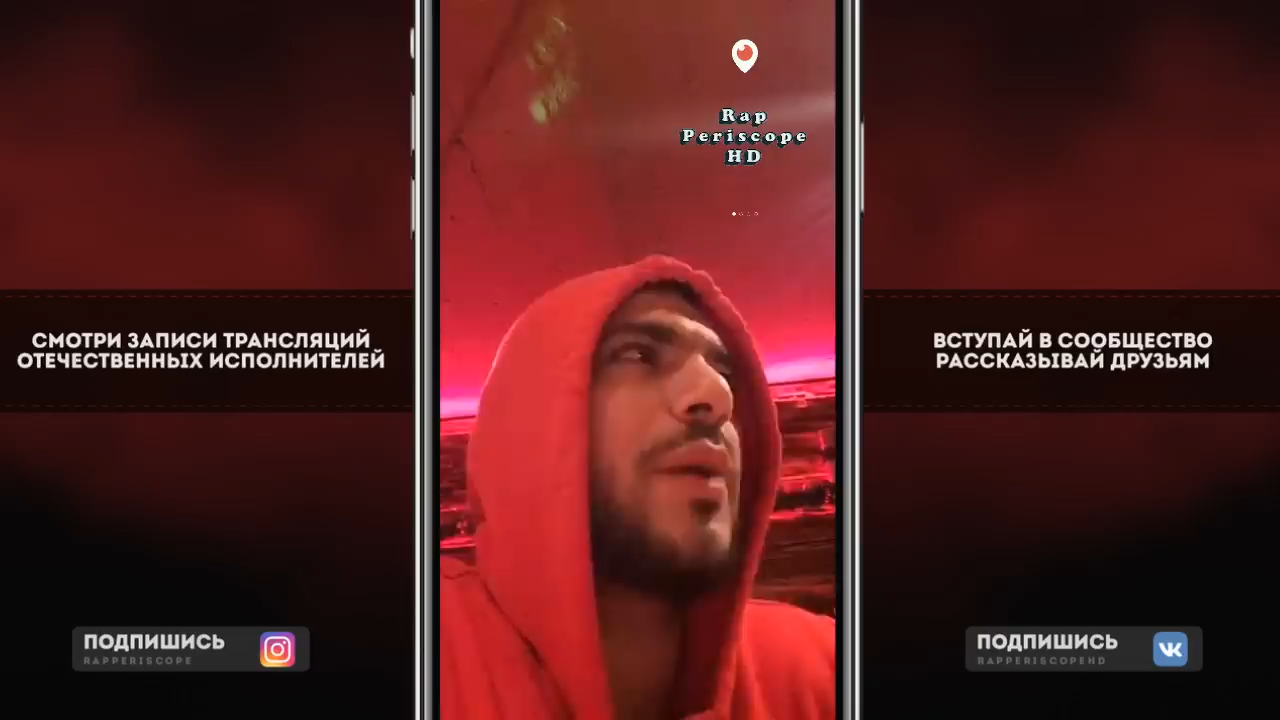 Rap
Periscope
HD
СМОТРИ ЗАПИСИ ТРАНСЛЯЦИЙ
ОТЕЧЕСТВЕННЫХ ИСПОЛНИТЕЛЕЙ
ВСТУПАЙ В СООБЩЕСТВО
РАССКАЗЫВАЙ ДРУЗЬЯМ
ПОДПИШИСЬ
RAPPERISCOPE
ПОДПИШИСЬ
RAPPERISCOPEHD